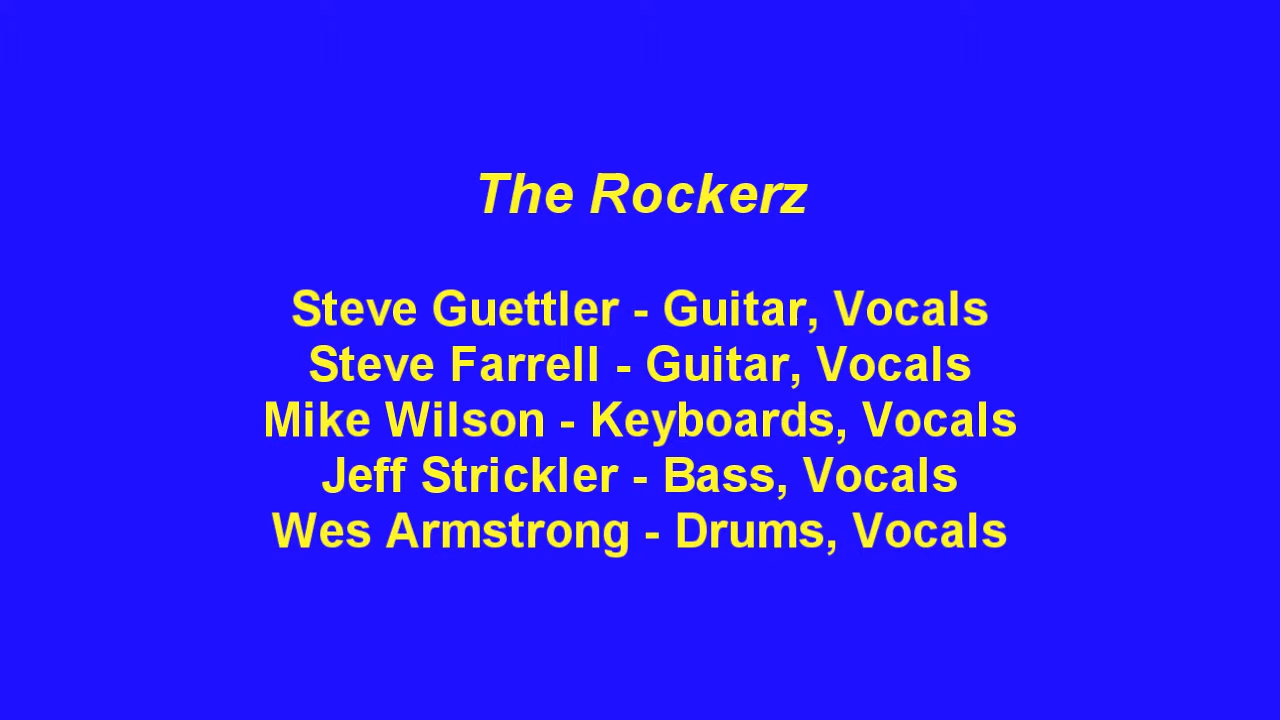 The Rockerz
Steve Guettler - Guitar, Vocals
Steve Farrell - Guitar, Vocals
Mike Wilson - Keyboards, Vocals
Jeff Strickler - Bass, Vocals
Wes Armstrong - Drums, Vocals